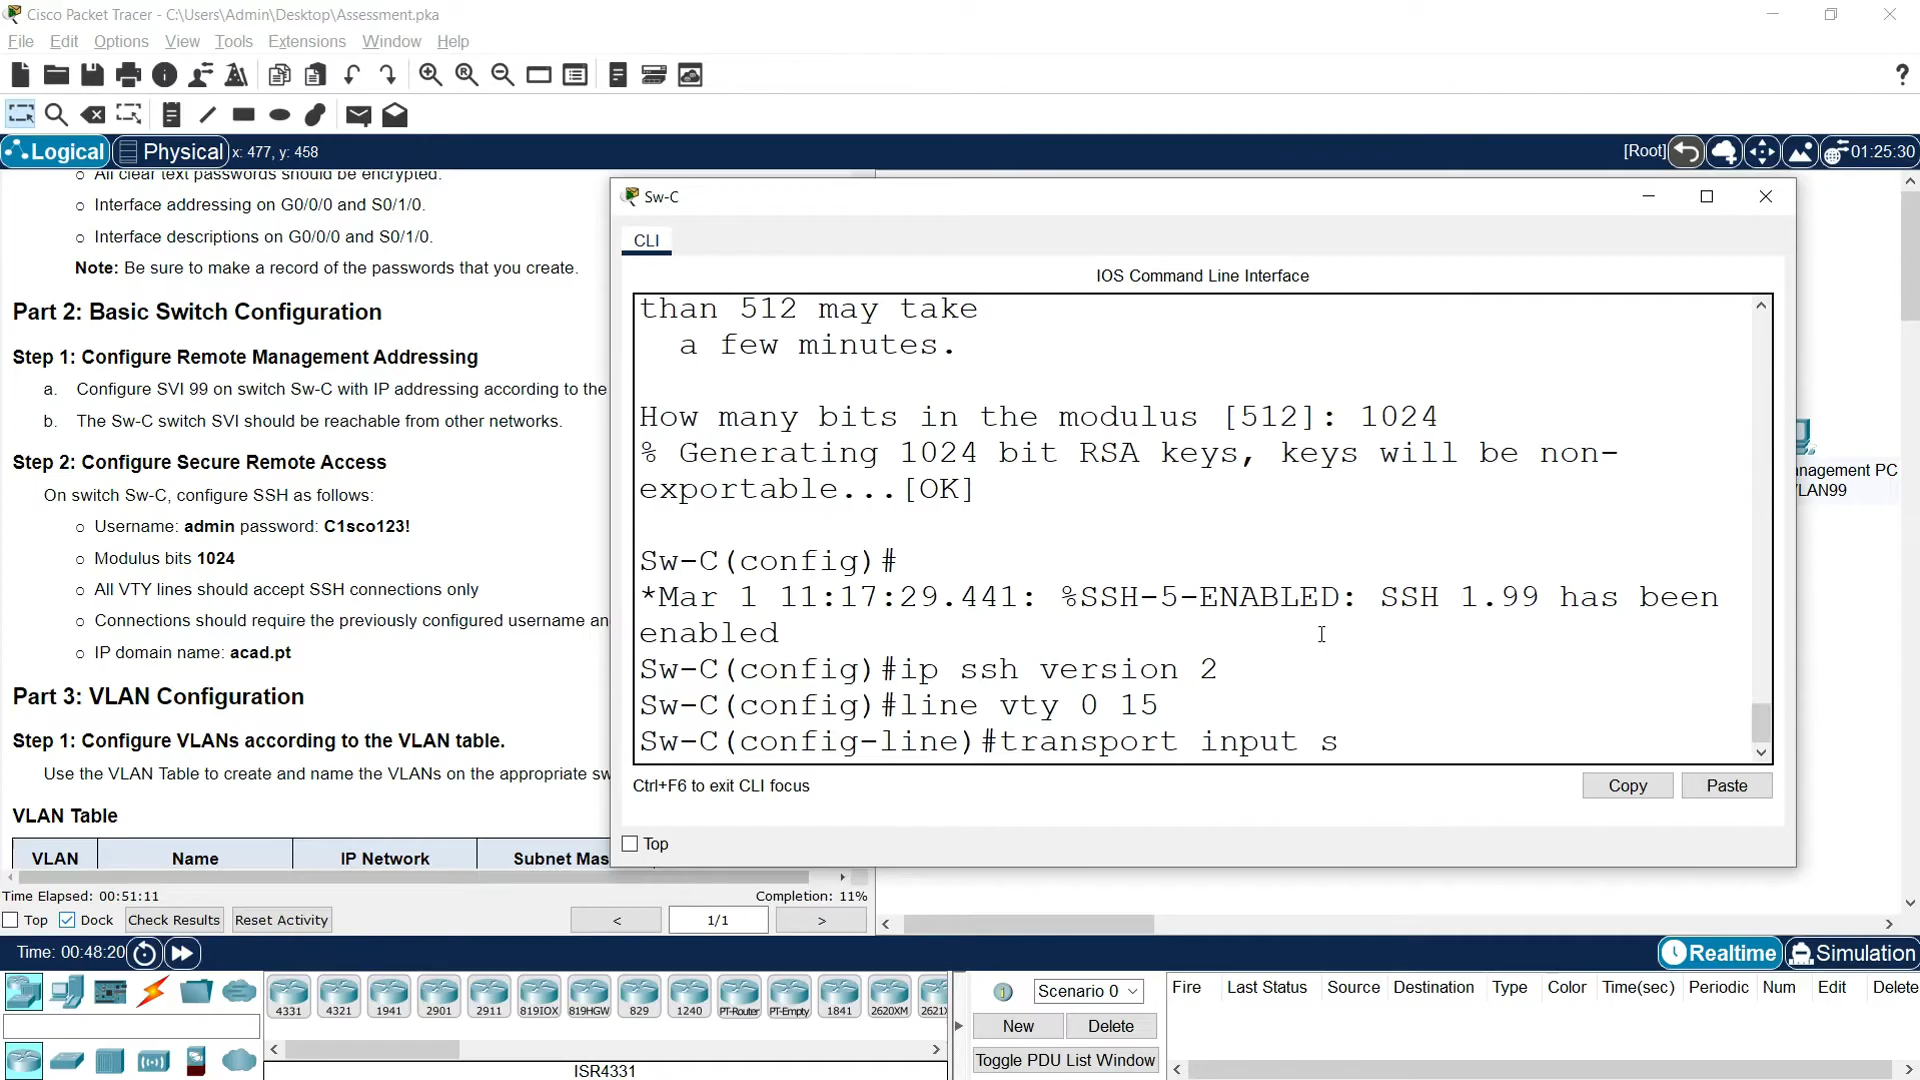 Cisco Packet Tracer - C:\Users\Admin\Desktop\Assessment.pka
File Edit Options View Tools Extensions Window Help
?
Logical Physical x: 477, y: 458
[Root] 01:25:30
○ All clear text passwords should be encrypted.
○ Interface addressing on G0/0/0 and S0/1/0.
○ Interface descriptions on G0/0/0 and S0/1/0.
Note: Be sure to make a record of the passwords that you create.
Part 2: Basic Switch Configuration
Step 1: Configure Remote Management Addressing
a. Configure SVI 99 on switch Sw-C with IP addressing according to the
b. The Sw-C switch SVI should be reachable from other networks.
Step 2: Configure Secure Remote Access
On switch Sw-C, configure SSH as follows:
○ Username: admin password: C1sco123!
○ Modulus bits 1024
○ All VTY lines should accept SSH connections only
○ Connections should require the previously configured username an
○ IP domain name: acad.pt
Part 3: VLAN Configuration
Step 1: Configure VLANs according to the VLAN table.
Use the VLAN Table to create and name the VLANs on the appropriate sw
VLAN Table
VLAN Name IP Network Subnet Mas
Time Elapsed: 00:51:11 Completion: 11%
Top Dock Check Results Reset Activity < 1/1 >
Sw-C
CLI
IOS Command Line Interface
than 512 may take
a few minutes.
How many bits in the modulus [512]: 1024
% Generating 1024 bit RSA keys, keys will be non-
exportable...[OK]
Sw-C(config)#
*Mar 1 11:17:29.441: %SSH-5-ENABLED: SSH 1.99 has been
enabled
Sw-C(config)#ip ssh version 2
Sw-C(config)#line vty 0 15
Sw-C(config-line)#transport input s
Ctrl+F6 to exit CLI focus Copy Paste
Top
nagement PC
LAN99
Time: 00:48:20 Realtime Simulation
4331 4321 1941 2901 2911 819IOX 819HGW 829 1240 PT-Router PT-Empty 1841 2620XM 2621X
ISR4331
Scenario 0
New Delete
Toggle PDU List Window
Fire Last Status Source Destination Type Color Time(sec) Periodic Num Edit Delete